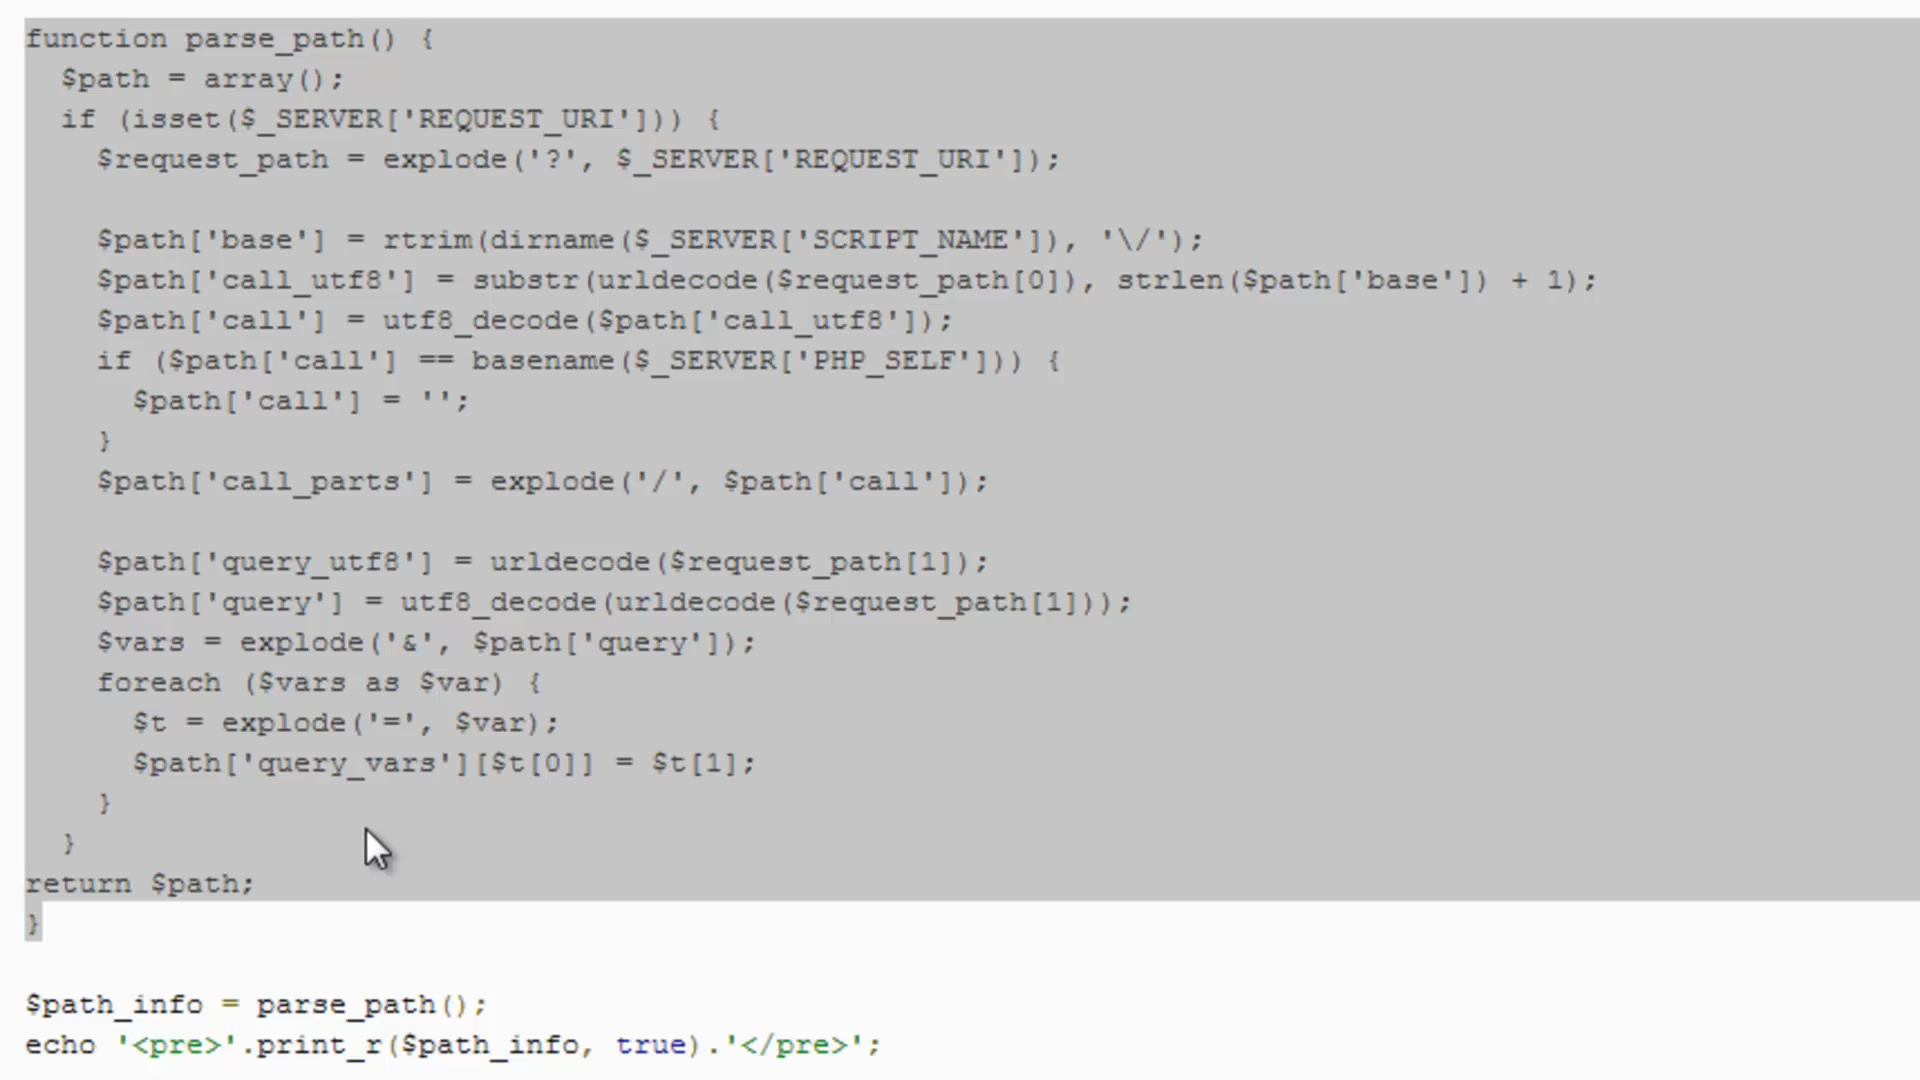 function parse_path() {
  $path = array();
  if (isset($_SERVER['REQUEST_URI'])) {
    $request_path = explode('?', $_SERVER['REQUEST_URI']);

    $path['base'] = rtrim(dirname($_SERVER['SCRIPT_NAME']), '\/');
    $path['call_utf8'] = substr(urldecode($request_path[0]), strlen($path['base']) + 1);
    $path['call'] = utf8_decode($path['call_utf8']);
    if ($path['call'] == basename($_SERVER['PHP_SELF'])) {
      $path['call'] = '';
    }
    $path['call_parts'] = explode('/', $path['call']);

    $path['query_utf8'] = urldecode($request_path[1]);
    $path['query'] = utf8_decode(urldecode($request_path[1]));
    $vars = explode('&', $path['query']);
    foreach ($vars as $var) {
      $t = explode('=', $var);
      $path['query_vars'][$t[0]] = $t[1];
    }
  }
return $path;
}

$path_info = parse_path();
echo '<pre>'.print_r($path_info, true).'</pre>';